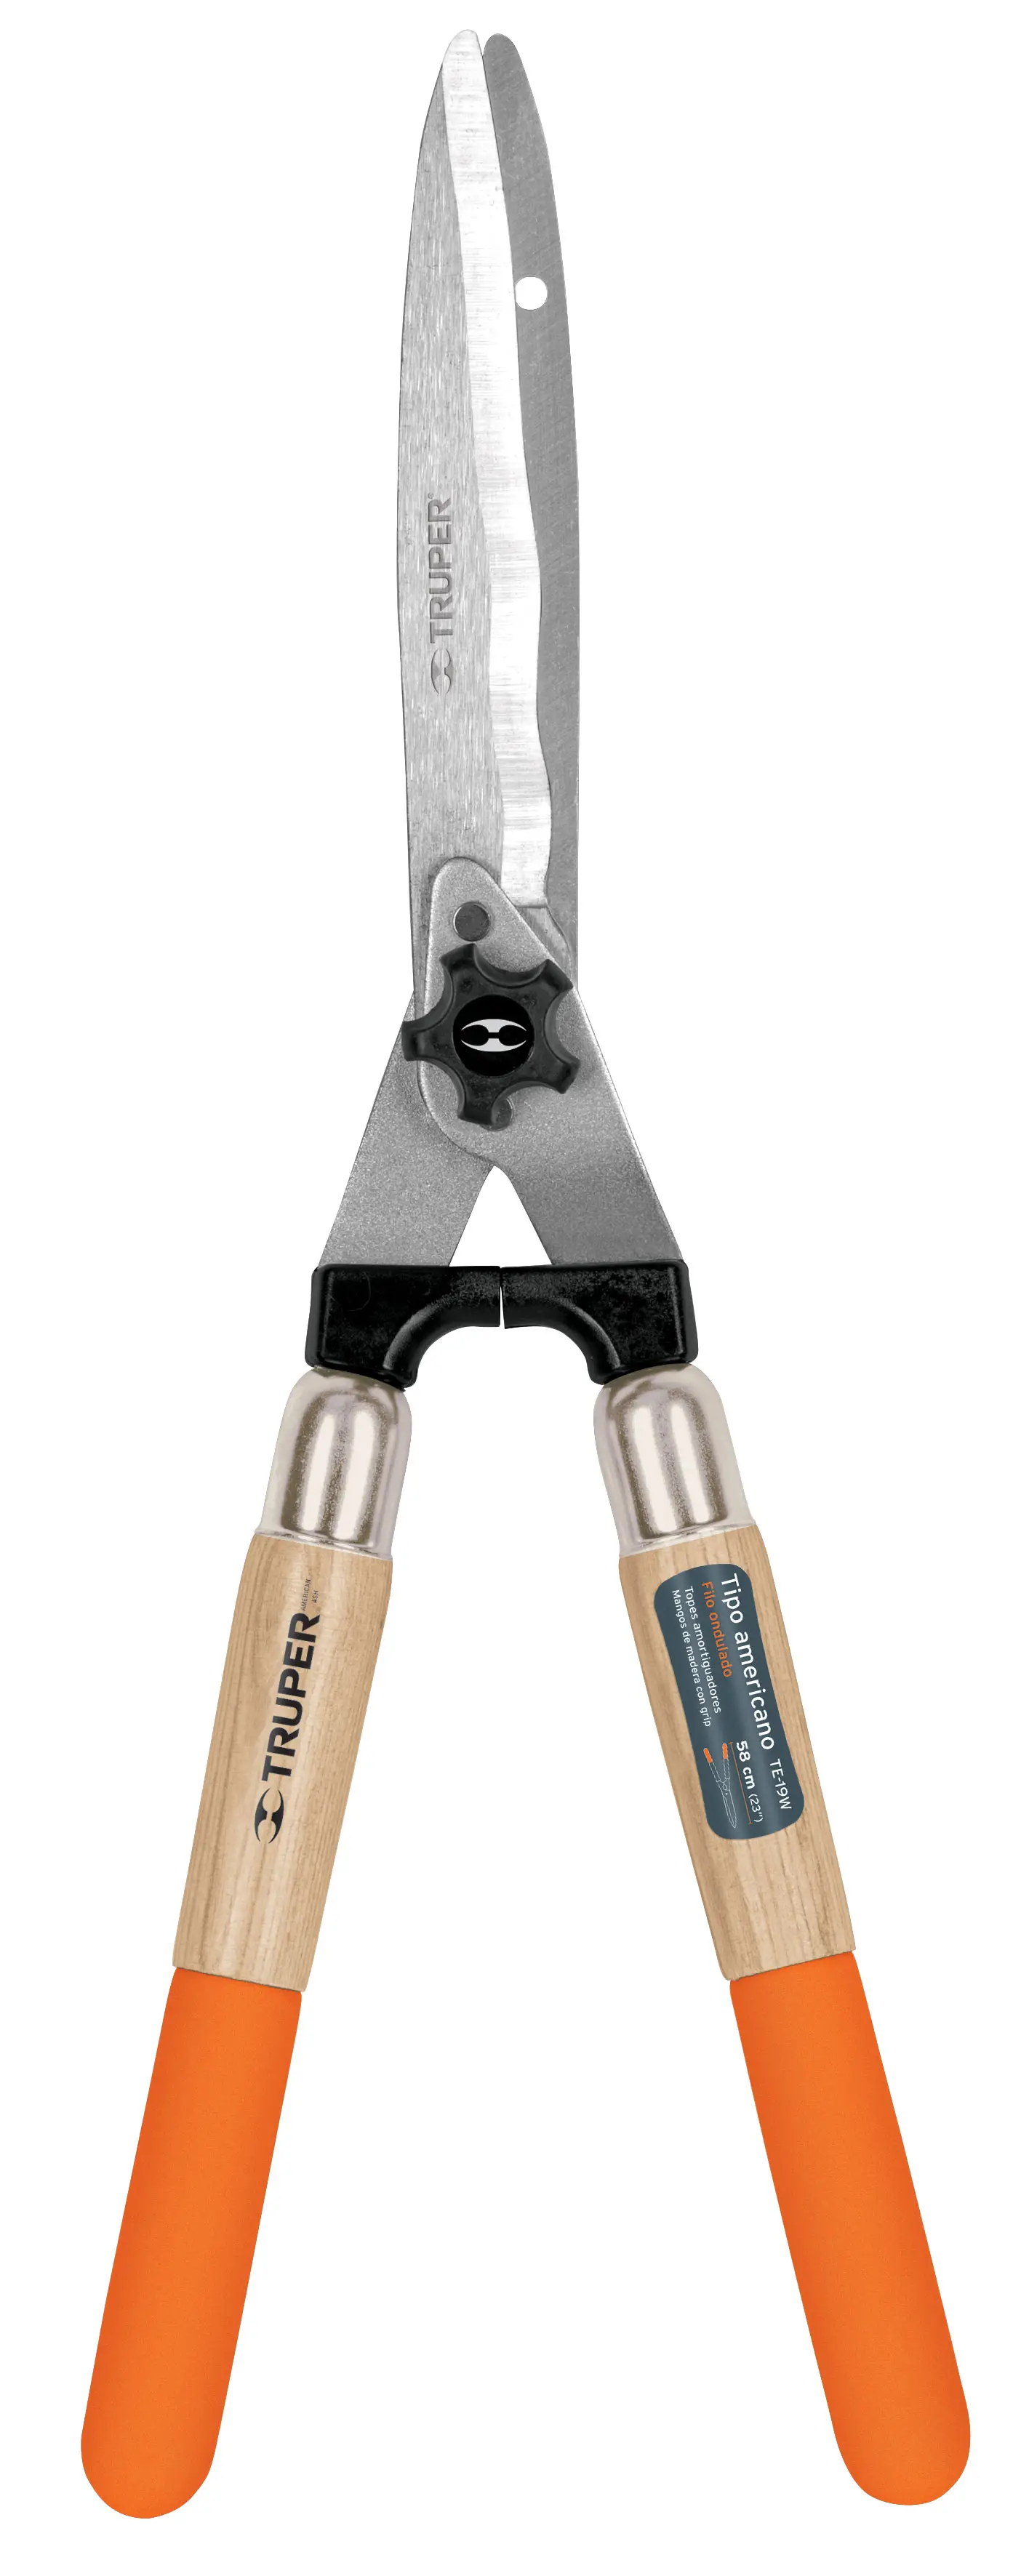 TRUPER®
AMERICAN
ASH
TRUPER®
Tipo americano TE-19W
Filo ondulado
Topes amortiguadores
Mangos de madera con grip
58 cm (23")